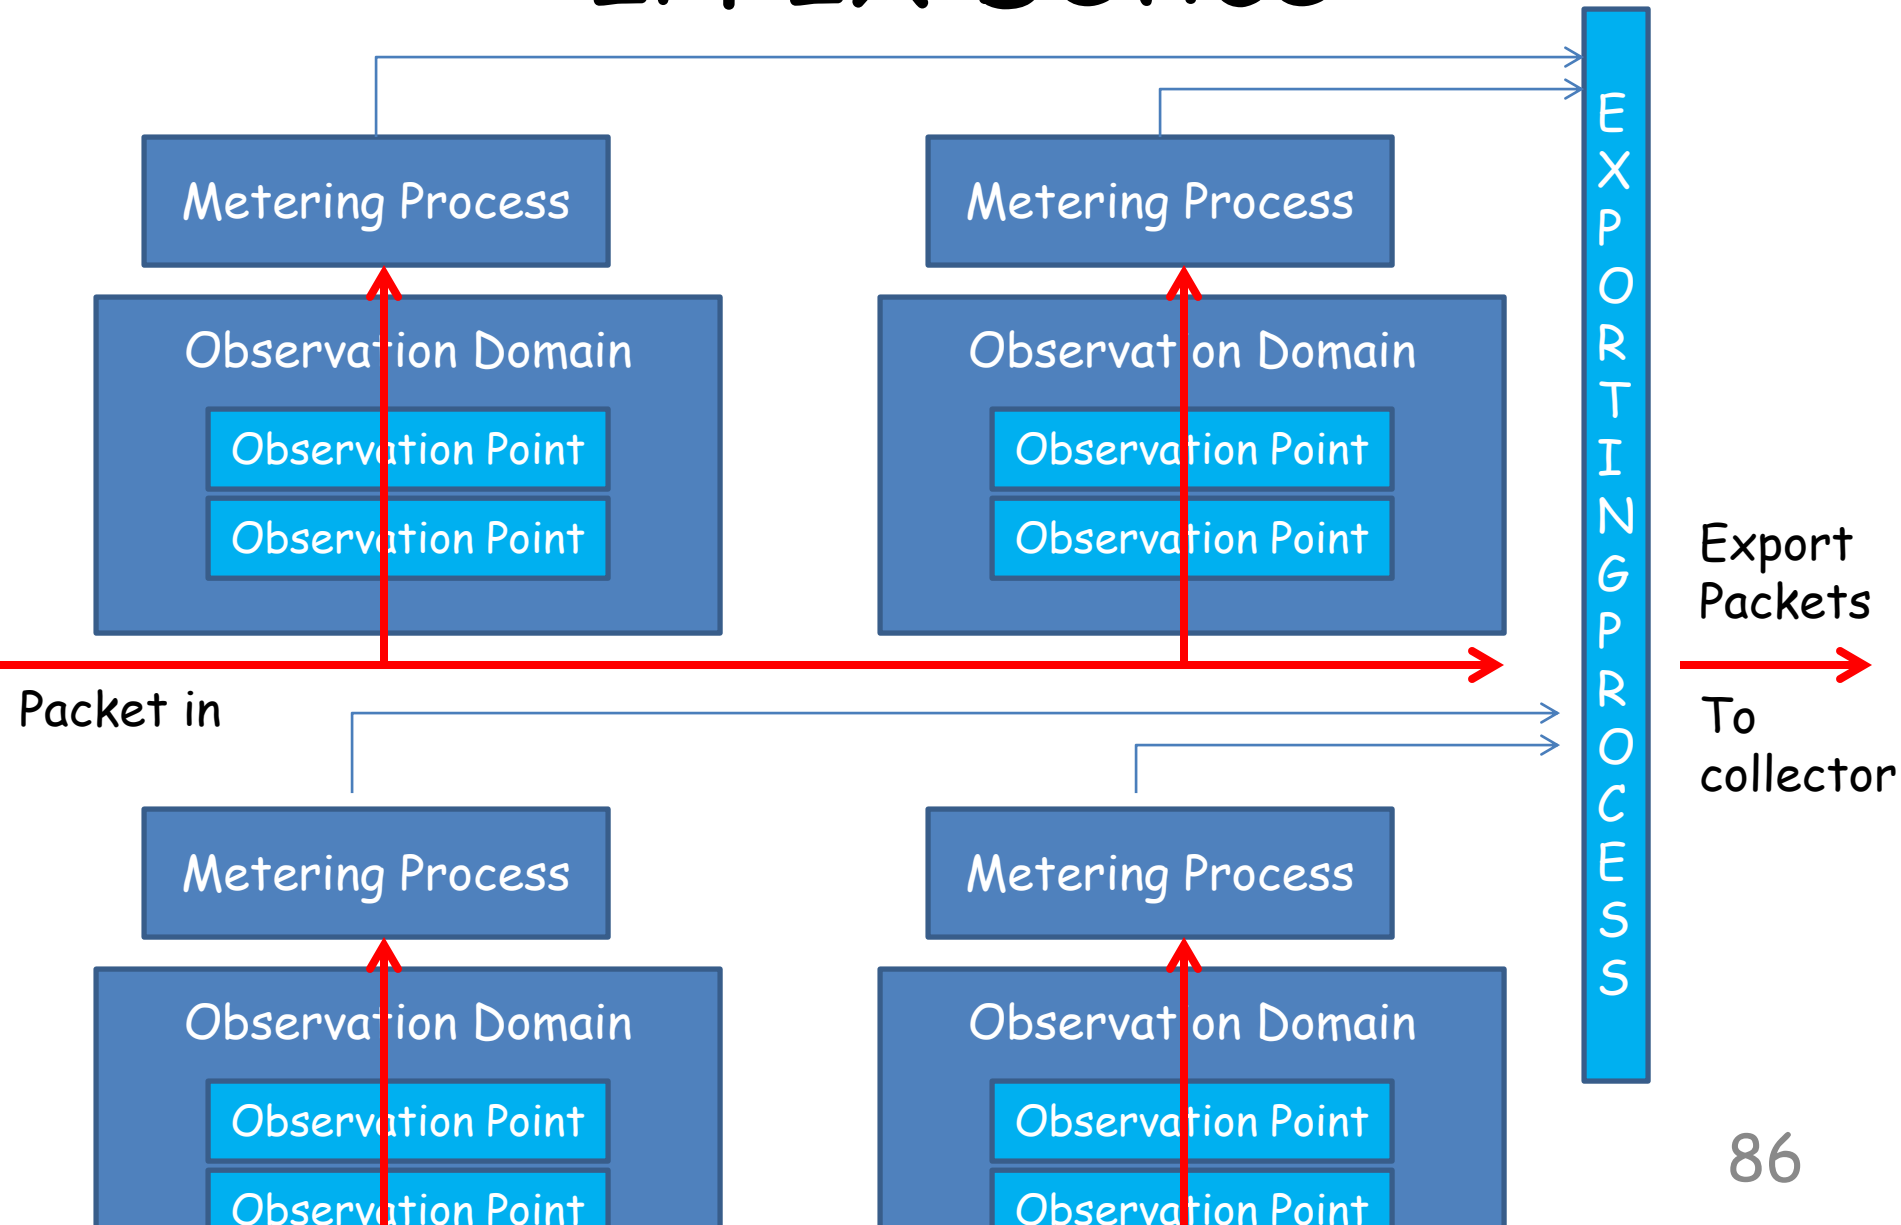 Metering Process
Metering Process
Observation Domain
Observation Domain
Observation Point
Observation Point
Observation Point
Observation Point
EXPORTINGPROCESS
Export
Packets
Packet in
To
collector
Metering Process
Metering Process
Observation Domain
Observation Domain
Observation Point
Observation Point
Observation Point
Observation Point
86